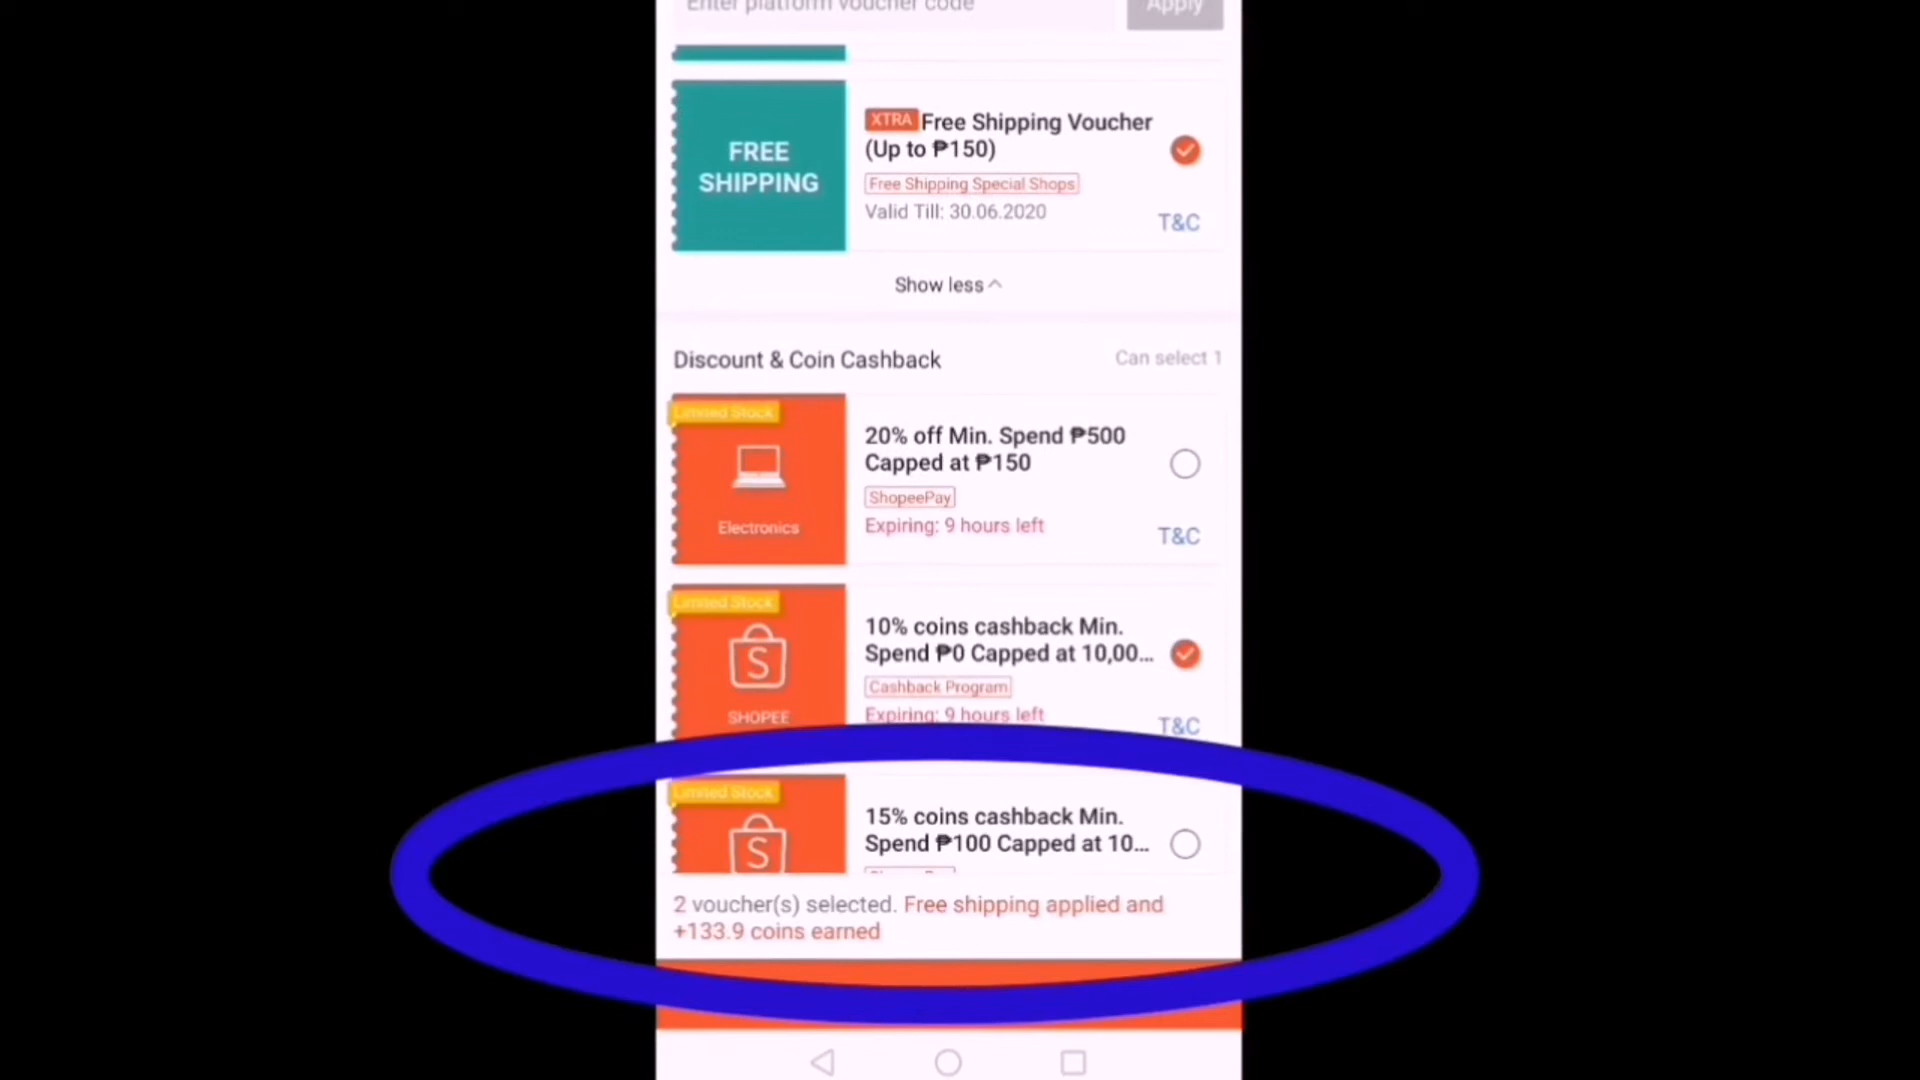 Enter platform voucher code
Apply
FREE
SHIPPING
XTRA Free Shipping Voucher
(Up to ₱150)
Free Shipping Special Shops
Valid Till: 30.06.2020
T&C
Show less
Discount & Coin Cashback
Can select 1
Limited Stock
Electronics
20% off Min. Spend ₱500
Capped at ₱150
ShopeePay
Expiring: 9 hours left
T&C
Limited Stock
S
SHOPEE
10% coins cashback Min.
Spend ₱0 Capped at 10,00...
Cashback Program
Expiring: 9 hours left
T&C
Limited Stock
S
15% coins cashback Min.
Spend ₱100 Capped at 10...
2 voucher(s) selected. Free shipping applied and
+133.9 coins earned